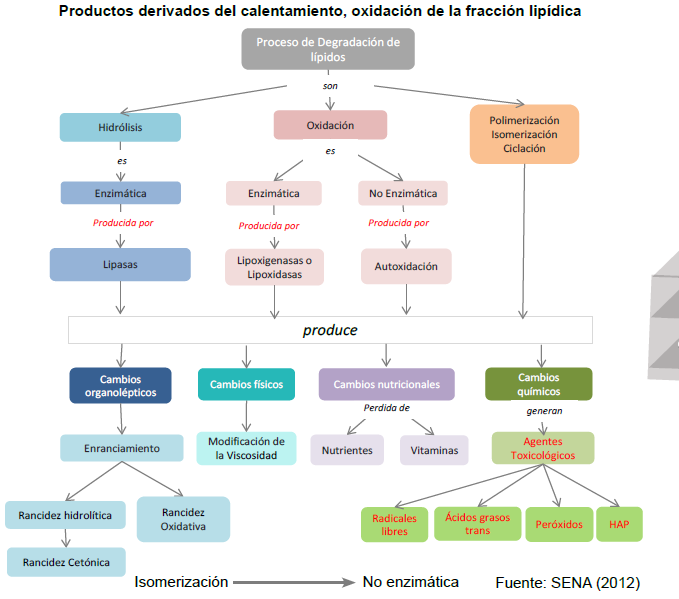 Productos derivados del calentamiento, oxidación de la fracción lipídica
Proceso de Degradación de
lípidos
son
Hidrólisis
Oxidación
Polimerización
Isomerización
Ciclación
es
es
Enzimática
Enzimática
No Enzimática
Producida por
Producida por
Producida por
Lipasas
Lipoxigenasas o
Lipoxidasas
Autoxidación
produce
Cambios
organolépticos
Cambios físicos
Cambios nutricionales
Cambios
químicos
Perdida de
generan
Enranciamiento
Modificación de
la Viscosidad
Nutrientes
Vitaminas
Agentes
Toxicológicos
Rancidez hidrolítica
Rancidez
Oxidativa
Radicales
libres
Ácidos grasos
trans
Peróxidos
HAP
Rancidez Cetónica
Isomerización
No enzimática
Fuente: SENA (2012)